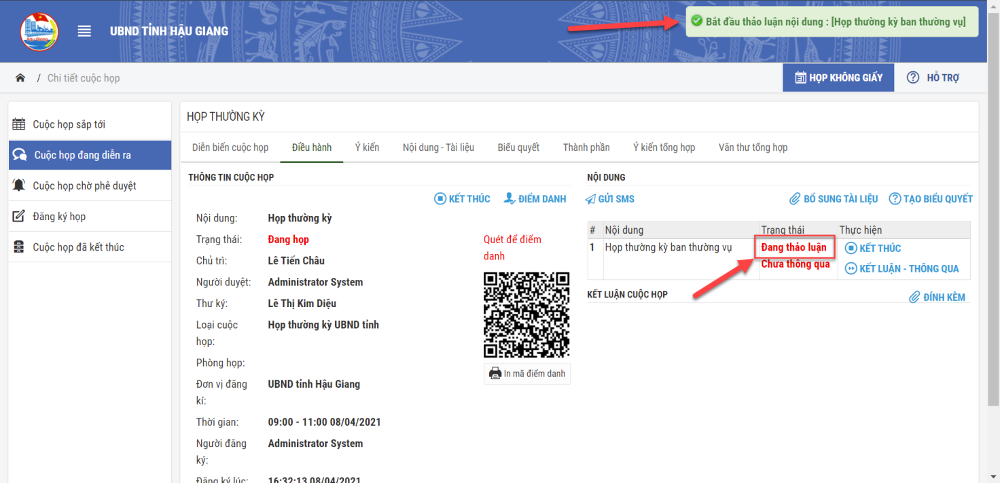 UBND TỈNH HẬU GIANG
Bắt đầu thảo luận nội dung : [Họp thường kỳ ban thường vụ]
/ Chi tiết cuộc họp
HỌP KHÔNG GIẤY
HỖ TRỢ
Cuộc họp sắp tới
Cuộc họp đang diễn ra
Cuộc họp chờ phê duyệt
Đăng ký họp
Cuộc họp đã kết thúc
HỌP THƯỜNG KỲ
Diễn biến cuộc họp Điều hành Ý kiến Nội dung - Tài liệu Biểu quyết Thành phần Ý kiến tổng hợp Văn thư tổng hợp
THÔNG TIN CUỘC HỌP
KẾT THÚC ĐIỂM DANH
Nội dung: Họp thường kỳ
Trạng thái: Đang họp
Chủ trì: Lê Tiến Châu
Người duyệt: Administrator System
Thư ký: Lê Thị Kim Diệu
Loại cuộc Họp thường kỳ UBND tỉnh
họp:
Phòng họp:
Đơn vị đăng UBND tỉnh Hậu Giang
kí:
Thời gian: 09:00 - 11:00 08/04/2021
Người đăng Administrator System
ký:
Đăng ký lúc: 16:32:13 08/04/2021
Quét để điểm
danh
In mã điểm danh
NỘI DUNG
GỬI SMS BỔ SUNG TÀI LIỆU TẠO BIỂU QUYẾT
# Nội dung Trạng thái Thực hiện
1 Họp thường kỳ ban thường vụ Đang thảo luận KẾT THÚC
Chưa thông qua KẾT LUẬN - THÔNG QUA
KẾT LUẬN CUỘC HỌP ĐÍNH KÈM